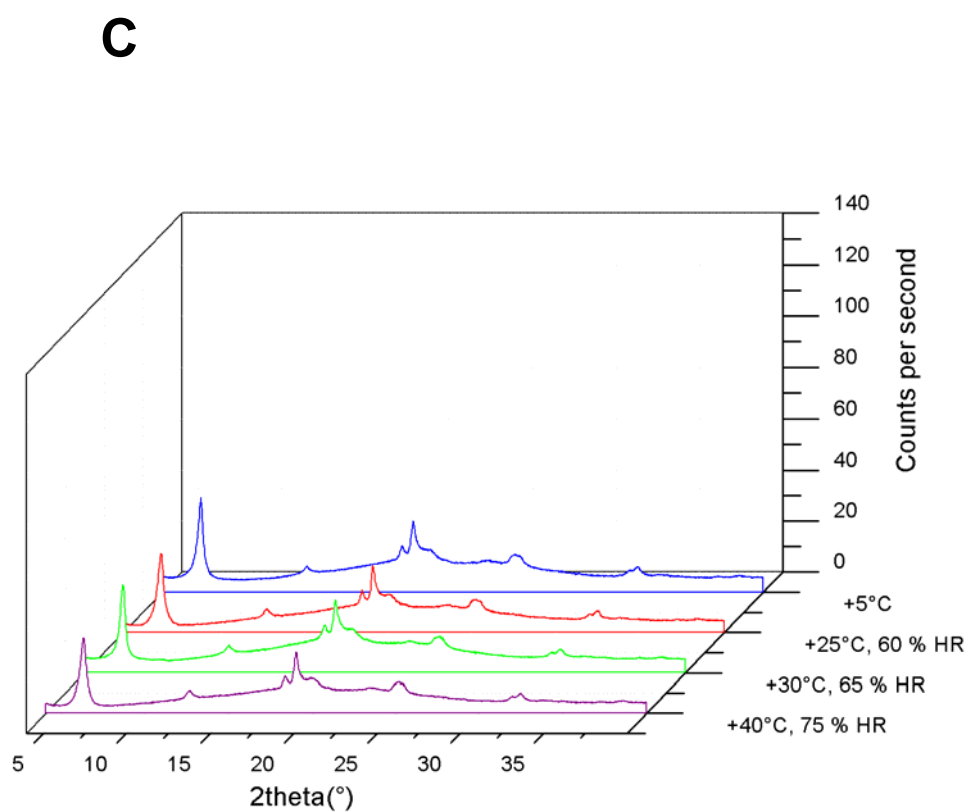 C
140
120
100
80
60
40
20
0
Counts per second
+5°C
+25°C, 60 % HR
+30°C, 65 % HR
+40°C, 75 % HR
5 10 15 20 25 30 35
2theta(°)